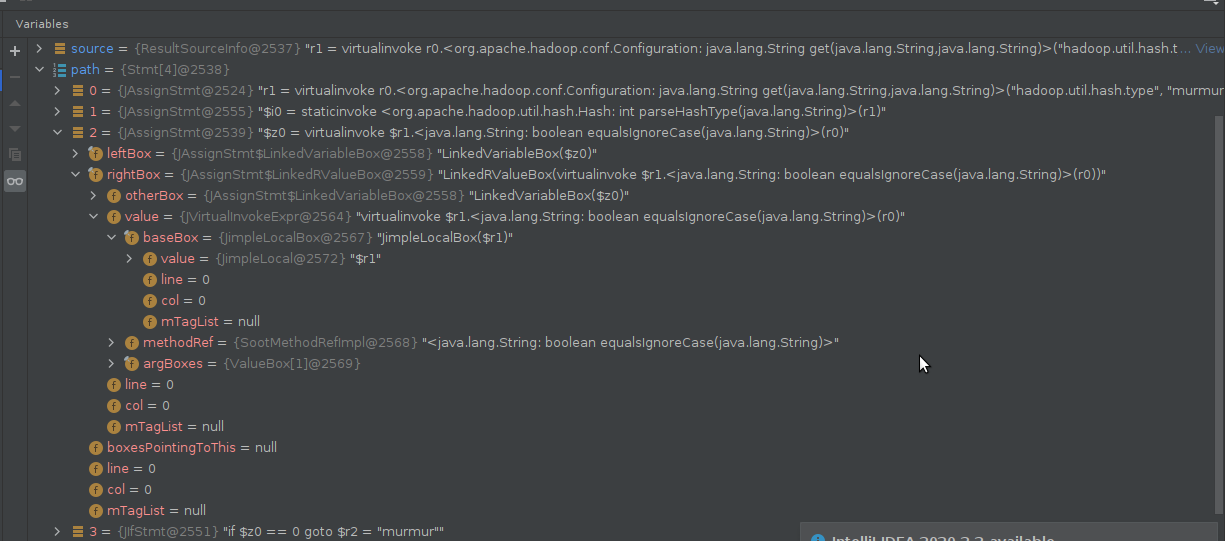 Variables
source = {ResultSourceInfo@2537} "r1 = virtualinvoke r0.<org.apache.hadoop.conf.Configuration: java.lang.String get(java.lang.String,java.lang.String)>("hadoop.util.hash.t... View
path = {Stmt[4]@2538}
0 = {JAssignStmt@2524} "r1 = virtualinvoke r0.<org.apache.hadoop.conf.Configuration: java.lang.String get(java.lang.String,java.lang.String)>("hadoop.util.hash.type", "murmur
1 = {JAssignStmt@2555} "$i0 = staticinvoke <org.apache.hadoop.util.hash.Hash: int parseHashType(java.lang.String)>(r1)"
2 = {JAssignStmt@2539} "$z0 = virtualinvoke $r1.<java.lang.String: boolean equalsIgnoreCase(java.lang.String)>(r0)"
f leftBox = {JAssignStmt$LinkedVariableBox@2558} "LinkedVariableBox($z0)"
f rightBox = {JAssignStmt$LinkedRValueBox@2559} "LinkedRValueBox(virtualinvoke $r1.<java.lang.String: boolean equalsIgnoreCase(java.lang.String)>(r0))"
f otherBox = {JAssignStmt$LinkedVariableBox@2558} "LinkedVariableBox($z0)"
f value = {JVirtualInvokeExpr@2564} "virtualinvoke $r1.<java.lang.String: boolean equalsIgnoreCase(java.lang.String)>(r0)"
f baseBox = {JimpleLocalBox@2567} "JimpleLocalBox($r1)"
f value = {JimpleLocal@2572} "$r1"
f line = 0
f col = 0
f mTagList = null
f methodRef = {SootMethodRefImpl@2568} "<java.lang.String: boolean equalsIgnoreCase(java.lang.String)>"
f argBoxes = {ValueBox[1]@2569}
f line = 0
f col = 0
f mTagList = null
f boxesPointingToThis = null
f line = 0
f col = 0
f mTagList = null
3 = {JIfStmt@2551} "if $z0 == 0 goto $r2 = "murmur""
IntelliJ IDEA 2020.2.2 available